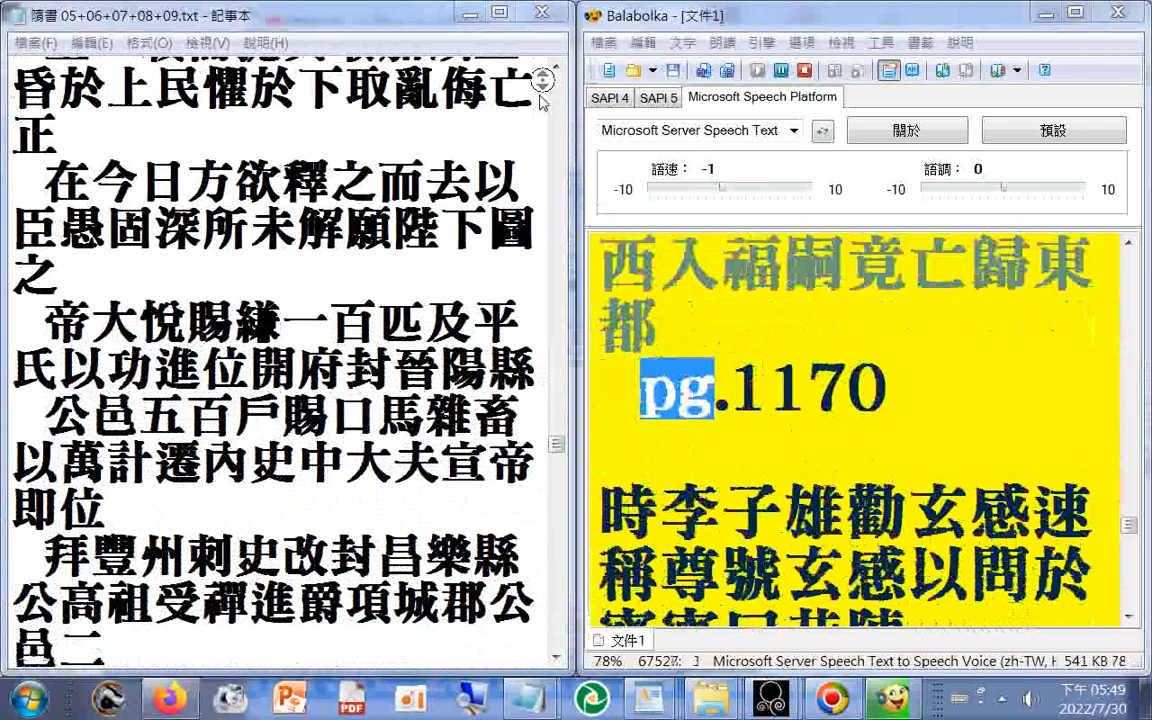 隋書 05+06+07+08+09.txt - 記事本
檔案(F) 編輯(E) 格式(O) 檢視(V) 說明(H)
昏於上民懼於下取亂侮亡
正
在今日方欲釋之而去以
臣愚固深所未解願陛下圖
之
帝大悅賜縑一百匹及平
氏以功進位開府封晉陽縣
公邑五百戶賜口馬雜畜
以萬計遷內史中大夫宣帝
即位
拜豐州刺史改封昌樂縣
公高祖受禪進爵項城郡公
邑二
Balabolka - [文件1]
檔案 編輯 文字 朗讀 引擎 選項 檢視 工具 書籤 說明
SAPI 4 SAPI 5 Microsoft Speech Platform
Microsoft Server Speech Text 關於 預設
語速: -1 語調: 0
-10 10 -10 10
西入福嗣竟亡歸東
都
pg.1170
時李子雄勸玄感速
稱尊號玄感以問於
文件1
78% 67527: Microsoft Server Speech Text to Speech Voice (zh-TW, H 541 KB 78
PDF
下午 05:49
2022/7/30